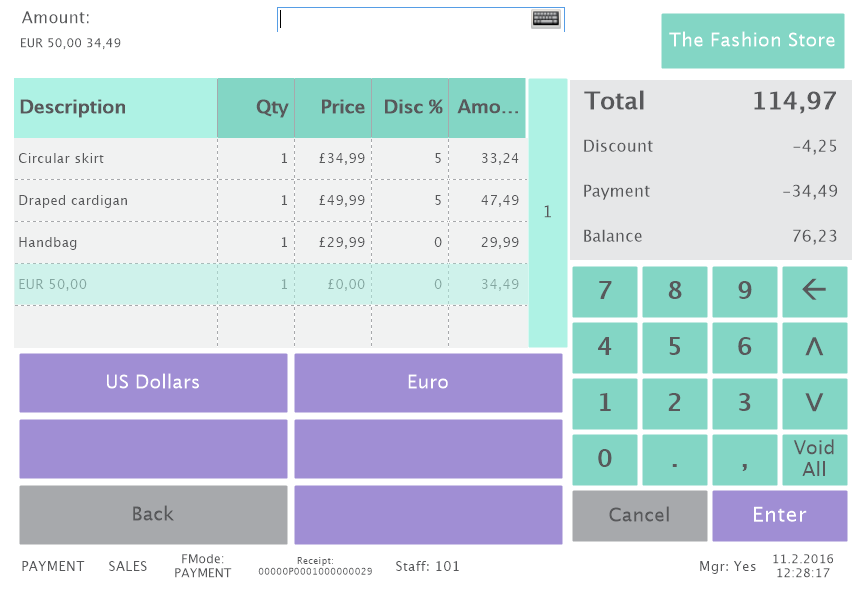 Amount:
EUR 50,00 34,49
The Fashion Store
Description Qty Price Disc % Amo...
Circular skirt 1 £34,99 5 33,24
Draped cardigan 1 £49,99 5 47,49
Handbag 1 £29,99 0 29,99
EUR 50,00 1 £0,00 0 34,49
1
Total 114,97
Discount -4,25
Payment -34,49
Balance 76,23
7 8 9 ←
4 5 6 Λ
1 2 3 V
0 . , Void
All
US Dollars Euro
Back
Cancel Enter
PAYMENT SALES FMode:
PAYMENT
Receipt:
00000P0001000000029
Staff: 101
Mgr: Yes
11.2.2016
12:28:17